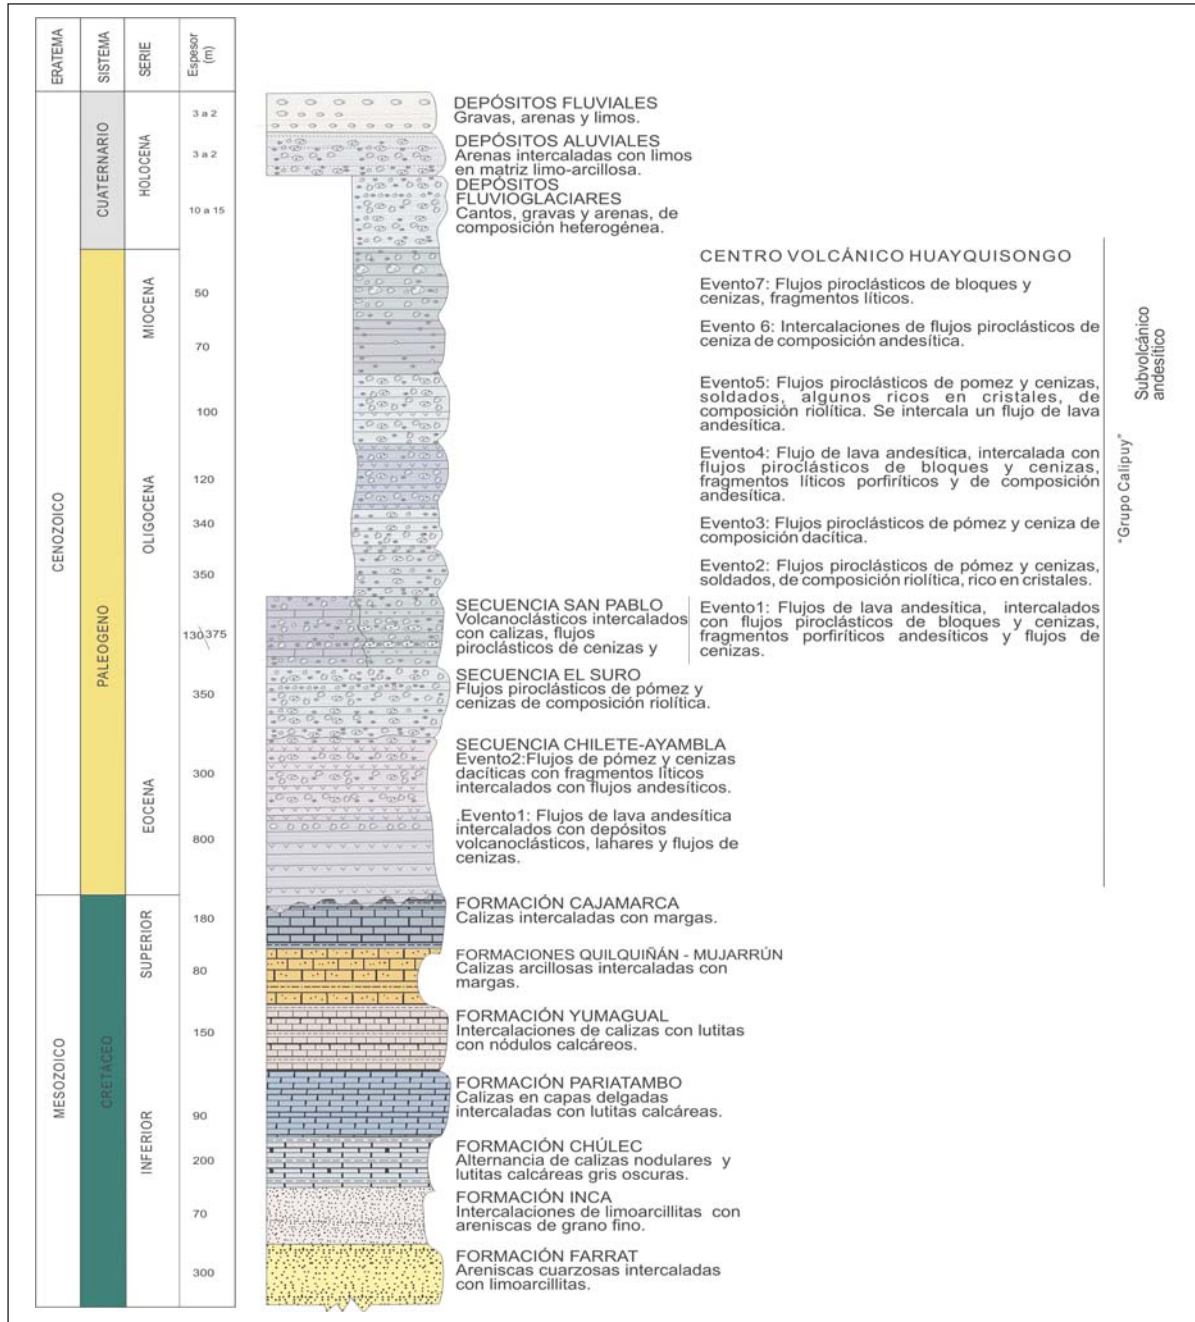 ERATEMA
SISTEMA
SERIE
Espesor
(m)
CENOZOICO
MESOZOICO
CUATERNARIO
PALEOGENO
CRETÁCEO
HOLOCENA
MIOCENA
OLIGOCENA
EOCENA
SUPERIOR
INFERIOR
3 a 2
3 a 2
10 a 15
50
70
100
120
340
350
130/375
350
300
800
180
80
150
90
200
70
300
DEPÓSITOS FLUVIALES
Gravas, arenas y limos.
DEPÓSITOS ALUVIALES
Arenas intercaladas con limos
en matriz limo-arcillosa.
DEPÓSITOS
FLUVIOGLACIARES
Cantos, gravas y arenas, de
composición heterogénea.
SECUENCIA SAN PABLO
Volcanoclásticos intercalados
con calizas, flujos
piroclásticos de cenizas y
SECUENCIA EL SURO
Flujos piroclásticos de pómez y
cenizas de composición riolítica.
SECUENCIA CHILETE-AYAMBLA
Evento2:Flujos de pómez y cenizas
dacíticas con fragmentos líticos
intercalados con flujos andesíticos.
.Evento1: Flujos de lava andesítica
intercalados con depósitos
volcanoclásticos, lahares y flujos de
cenizas.
FORMACIÓN CAJAMARCA
Calizas intercaladas con margas.
FORMACIONES QUILQUIÑÁN - MUJARRÚN
Calizas arcillosas intercaladas con
margas.
FORMACIÓN YUMAGUAL
Intercalaciones de calizas con lutitas
con nódulos calcáreos.
FORMACIÓN PARIATAMBO
Calizas en capas delgadas
intercaladas con lutitas calcáreas.
FORMACIÓN CHÚLEC
Alternancia de calizas nodulares y
lutitas calcáreas gris oscuras.
FORMACIÓN INCA
Intercalaciones de limoarcillitas con
areniscas de grano fino.
FORMACIÓN FARRAT
Areniscas cuarzosas intercaladas
con limoarcillitas.
CENTRO VOLCÁNICO HUAYQUISONGO
Evento7: Flujos piroclásticos de bloques y
cenizas, fragmentos líticos.
Evento 6: Intercalaciones de flujos piroclásticos de
ceniza de composición andesítica.
Evento5: Flujos piroclásticos de pomez y cenizas,
soldados, algunos ricos en cristales, de
composición riolítica. Se intercala un flujo de lava
andesítica.
Evento4: Flujo de lava andesítica, intercalada con
flujos piroclásticos de bloques y cenizas,
fragmentos líticos porfiríticos y de composición
andesítica.
Evento3: Flujos piroclásticos de pómez y ceniza de
composición dacítica.
Evento2: Flujos piroclásticos de pómez y cenizas,
soldados, de composición riolítica, rico en cristales.
Evento1: Flujos de lava andesítica, intercalados
con flujos piroclásticos de bloques y cenizas,
fragmentos porfiríticos andesíticos y flujos de
cenizas.
"Grupo Calipuy"
Subvolcánico
andesítico